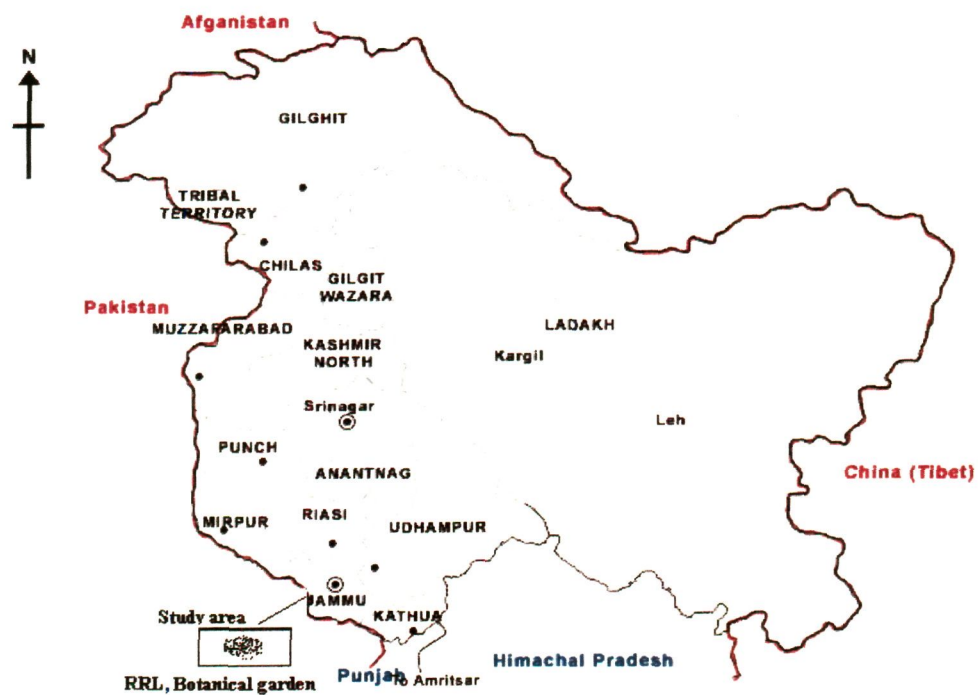 Afganistan
N
GILGHIT
TRIBAL
TERRITORY
CHILAS
GILGIT
WAZARA
Pakistan
MUZZAFARABAD
LADAKH
KASHMIR
NORTH
Kargil
Srinagar
Leh
PUNCH
ANANTNAG
China (Tibet)
MIRPUR
RIASI
UDHAMPUR
JAMMU
Study area
KATHUA
Himachal Pradesh
Punjab
To Amritsar
RRL, Botanical garden